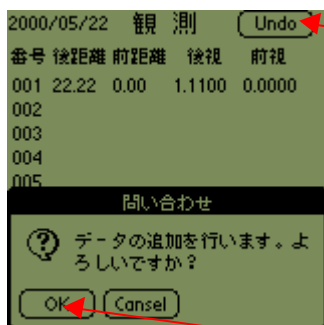 2000/05/22 観 測 Undo
番号 後距離 前距離 後視 前視
001 22.22 0.00 1.1100 0.0000
002
003
004
005
問い合わせ
データの追加を行います。よ
ろしいですか？
OK Cansel